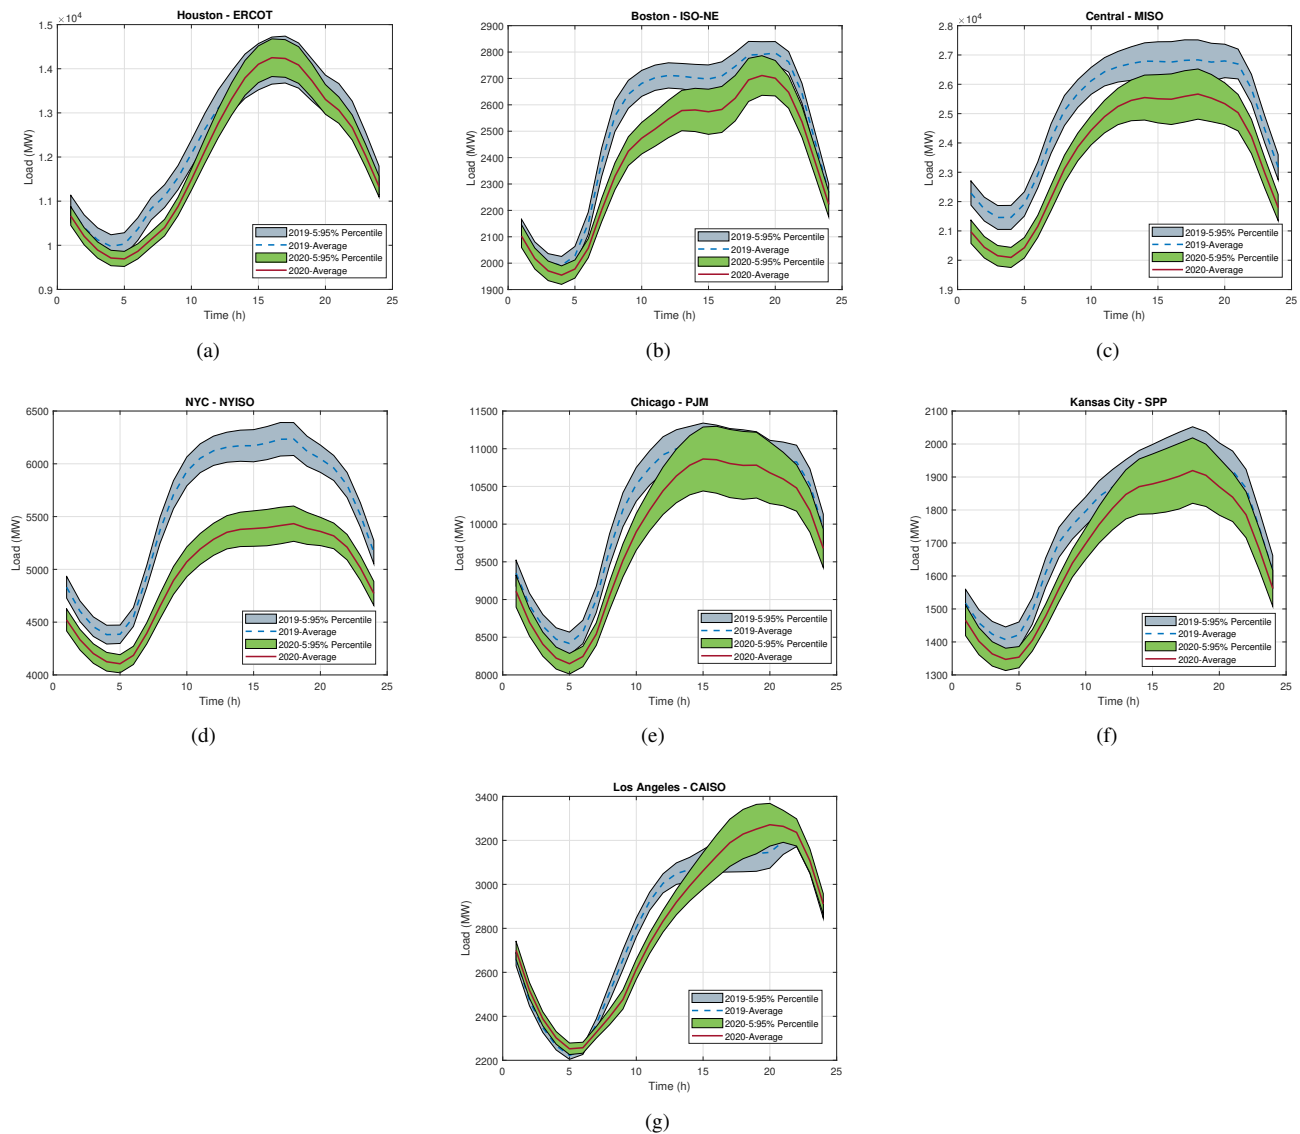 Houston - ERCOT
×10⁴
1.5
1.4
1.3
1.2
1.1
1
0.9
Load (MW)
0 5 10 15 20 25
Time (h)
2019-5:95% Percentile
2019-Average
2020-5:95% Percentile
2020-Average
(a)
Boston - ISO-NE
2900
2800
2700
2600
2500
2400
2300
2200
2100
2000
1900
Load (MW)
0 5 10 15 20 25
Time (h)
2019-5:95% Percentile
2019-Average
2020-5:95% Percentile
2020-Average
(b)
Central - MISO
×10⁴
2.8
2.7
2.6
2.5
2.4
2.3
2.2
2.1
2
1.9
Load (MW)
0 5 10 15 20 25
Time (h)
2019-5:95% Percentile
2019-Average
2020-5:95% Percentile
2020-Average
(c)
NYC - NYISO
6500
6000
5500
5000
4500
4000
Load (MW)
0 5 10 15 20 25
Time (h)
2019-5:95% Percentile
2019-Average
2020-5:95% Percentile
2020-Average
(d)
Chicago - PJM
11500
11000
10500
10000
9500
9000
8500
8000
Load (MW)
0 5 10 15 20 25
Time (h)
2019-5:95% Percentile
2019-Average
2020-5:95% Percentile
2020-Average
(e)
Kansas City - SPP
2100
2000
1900
1800
1700
1600
1500
1400
1300
Load (MW)
0 5 10 15 20 25
Time (h)
2019-5:95% Percentile
2019-Average
2020-5:95% Percentile
2020-Average
(f)
Los Angeles - CAISO
3400
3200
3000
2800
2600
2400
2200
Load (MW)
0 5 10 15 20 25
Time (h)
2019-5:95% Percentile
2019-Average
2020-5:95% Percentile
2020-Average
(g)